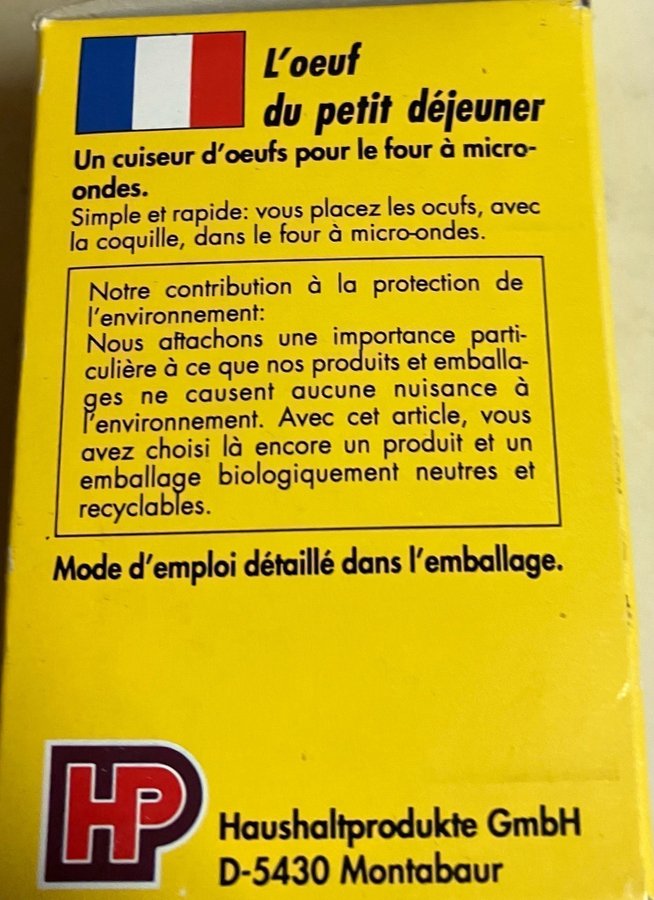 L'oeuf
du petit déjeuner
Un cuiseur d'oeufs pour le four à micro-
ondes.
Simple et rapide: vous placez les ocufs, avec
la coquille, dans le four à micro-ondes.
Notre contribution à la protection de
l'environnement:
Nous attachons une importance parti-
culière à ce que nos produits et emballa-
ges ne causent aucune nuisance à
l'environnement. Avec cet article, vous
avez choisi là encore un produit et un
emballage biologiquement neutres et
recyclables.
Mode d'emploi détaillé dans l'emballage.
HP
Haushaltprodukte GmbH
D-5430 Montabaur